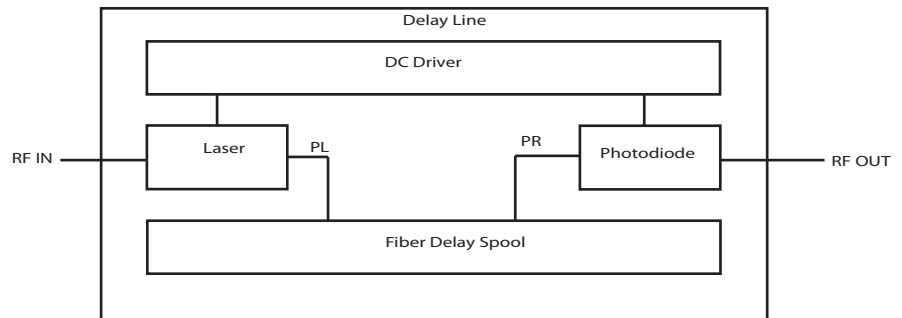 Delay Line
DC Driver
RF IN
Laser
PL
PR
Photodiode
RF OUT
Fiber Delay Spool